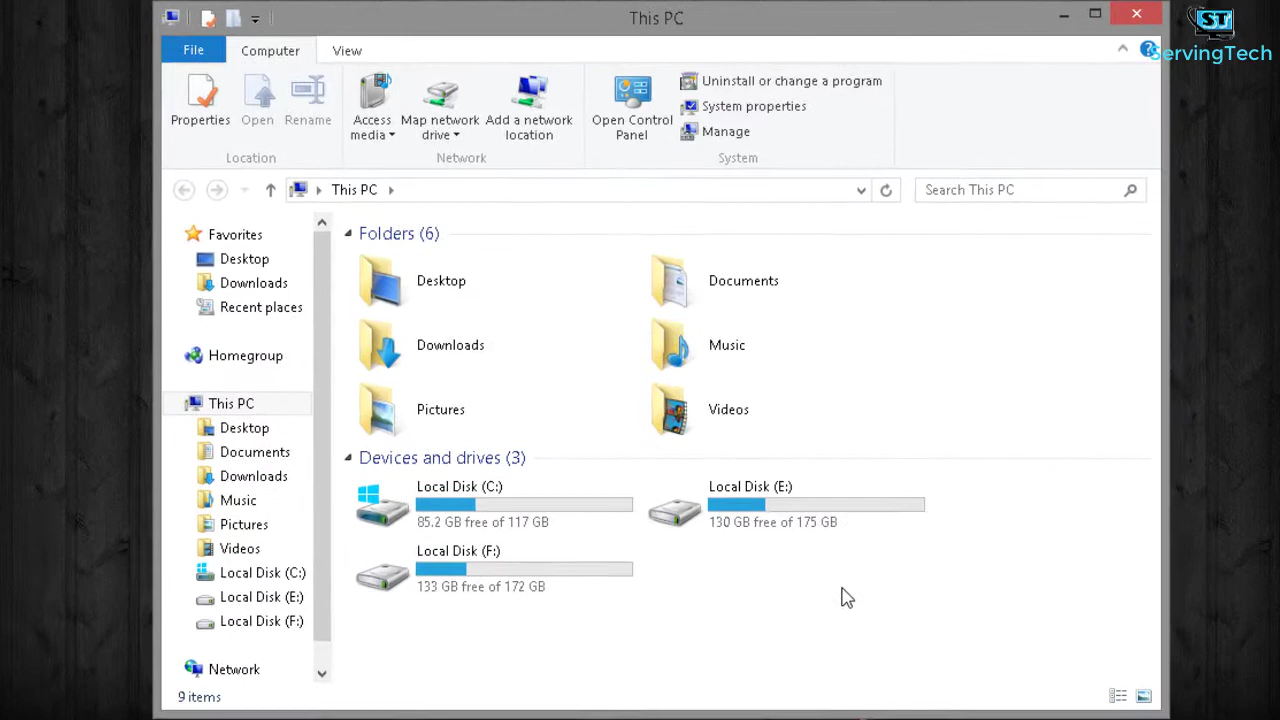 This PC
ST
ServingTech
File
Computer
View
Properties
Open
Rename
Location
Access media
Map network drive
Add a network location
Network
Open Control Panel
Uninstall or change a program
System properties
Manage
System
This PC
Search This PC
Favorites
Desktop
Downloads
Recent places
Homegroup
This PC
Desktop
Documents
Downloads
Music
Pictures
Videos
Local Disk (C:)
Local Disk (E:)
Local Disk (F:)
Network
Folders (6)
Desktop
Documents
Downloads
Music
Pictures
Videos
Devices and drives (3)
Local Disk (C:)
85.2 GB free of 117 GB
Local Disk (E:)
130 GB free of 175 GB
Local Disk (F:)
133 GB free of 172 GB
9 items